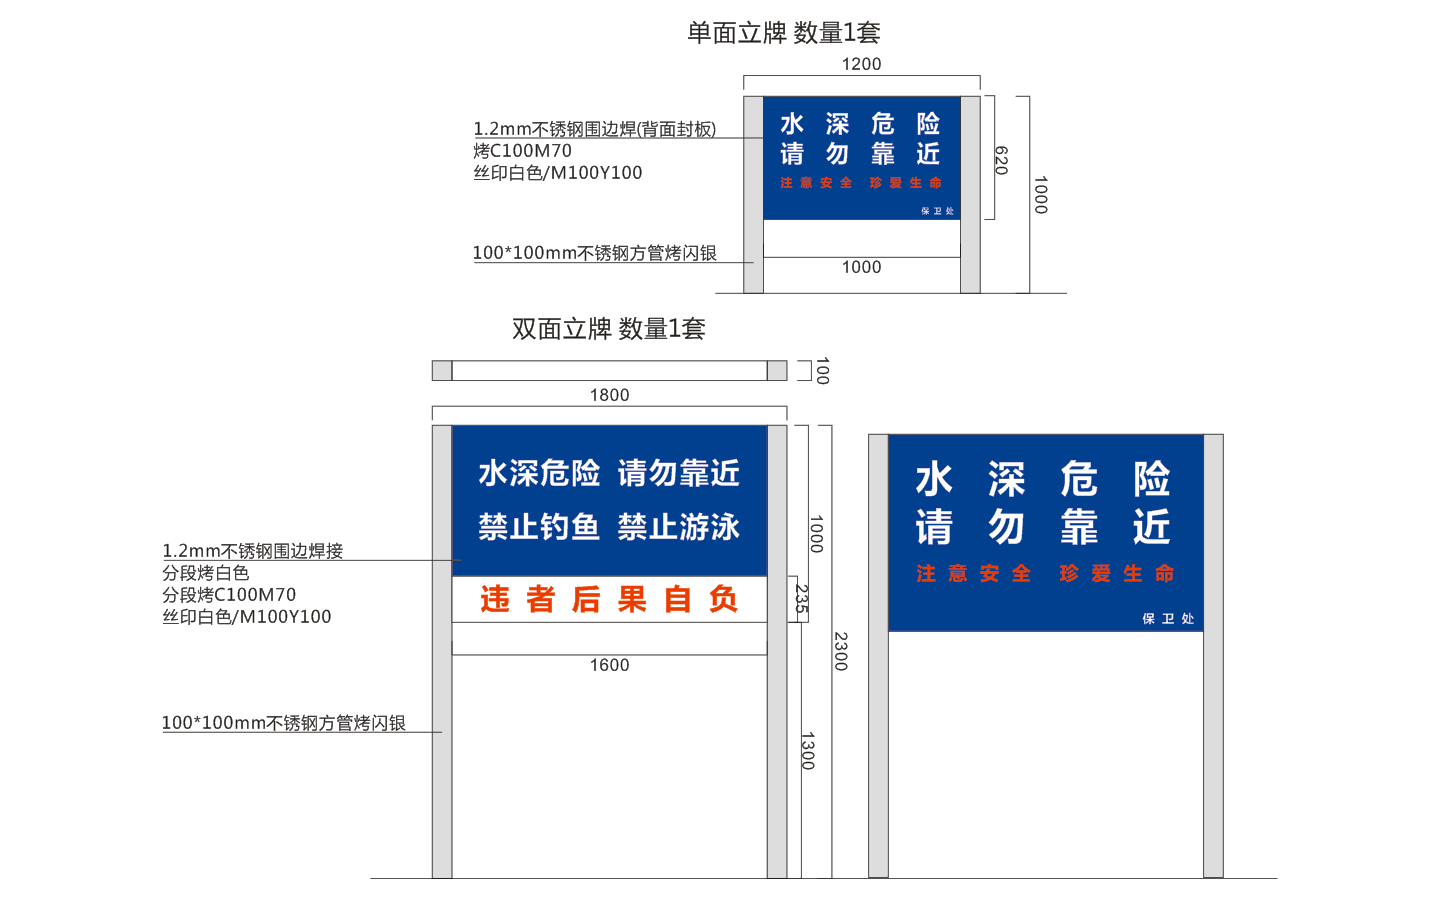 单面立牌 数量1套
1200
1.2mm不锈钢围边焊(背面封板)
烤C100M70
丝印白色/M100Y100
水 深 危 险
请 勿 靠 近
注 意 安 全 珍 爱 生 命
保 卫 处
620
1000
100*100mm不锈钢方管烤闪银
1000
双面立牌 数量1套
100
1800
水深危险 请勿靠近
禁止钓鱼 禁止游泳
违 者 后 果 自 负
1000
235
2300
1300
1600
1.2mm不锈钢围边焊接
分段烤白色
分段烤C100M70
丝印白色/M100Y100
100*100mm不锈钢方管烤闪银
水 深 危 险
请 勿 靠 近
注 意 安 全 珍 爱 生 命
保 卫 处